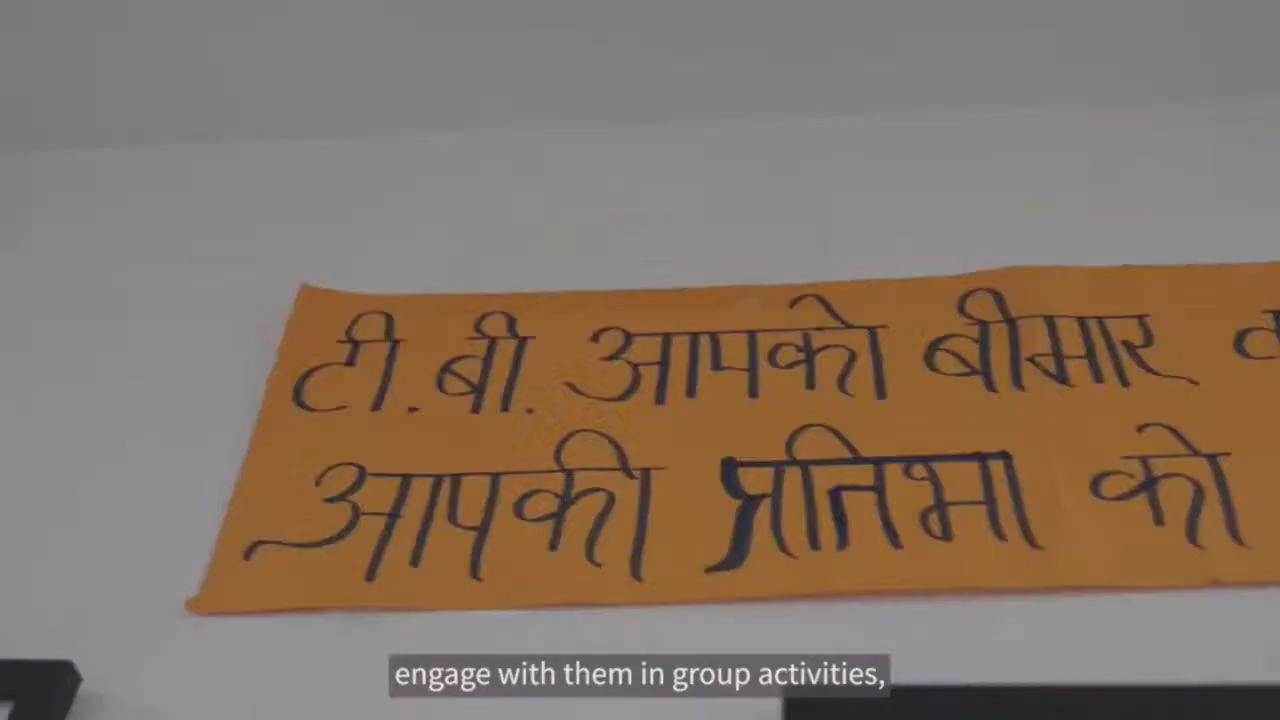 टी.बी. आपको बीमार
आपकी प्रतिभा को
engage with them in group activities,